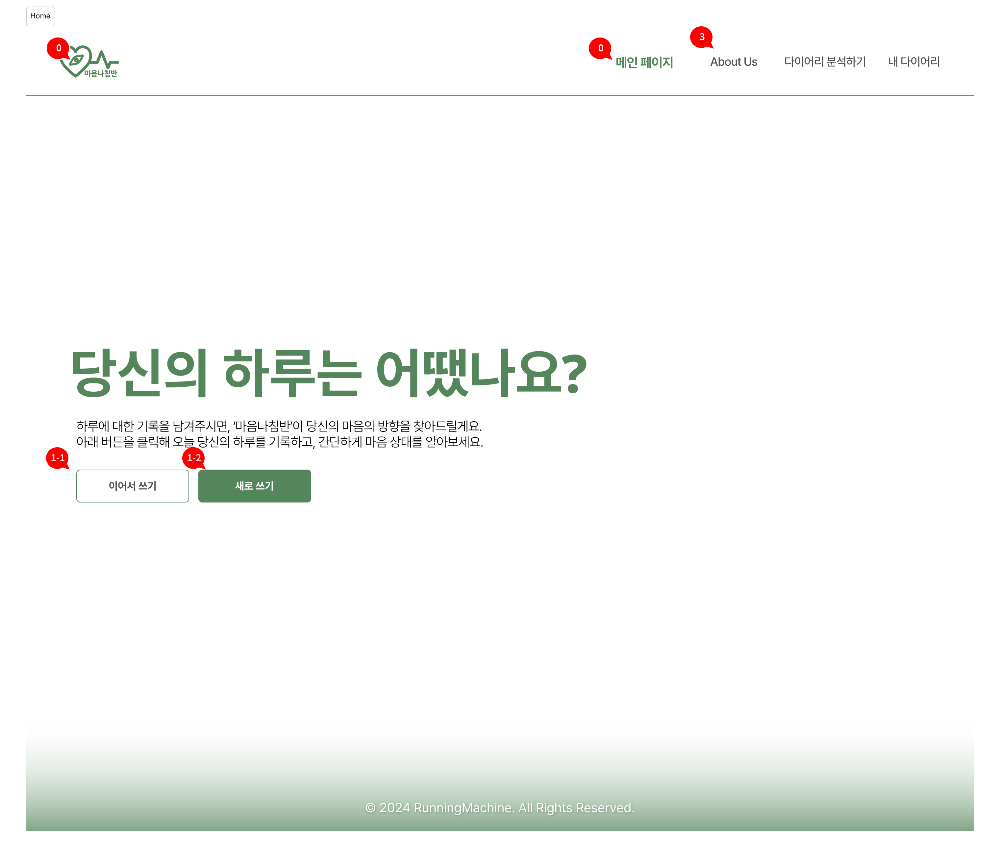 Home
0
마음나침반
0
메인 페이지
3
About Us
다이어리 분석하기
내 다이어리
당신의 하루는 어땠나요?
하루에 대한 기록을 남겨주시면, ‘마음나침반’이 당신의 마음의 방향을 찾아드릴게요.
아래 버튼을 클릭해 오늘 당신의 하루를 기록하고, 간단하게 마음 상태를 알아보세요.
1-1
이어서 쓰기
1-2
새로 쓰기
© 2024 RunningMachine. All Rights Reserved.